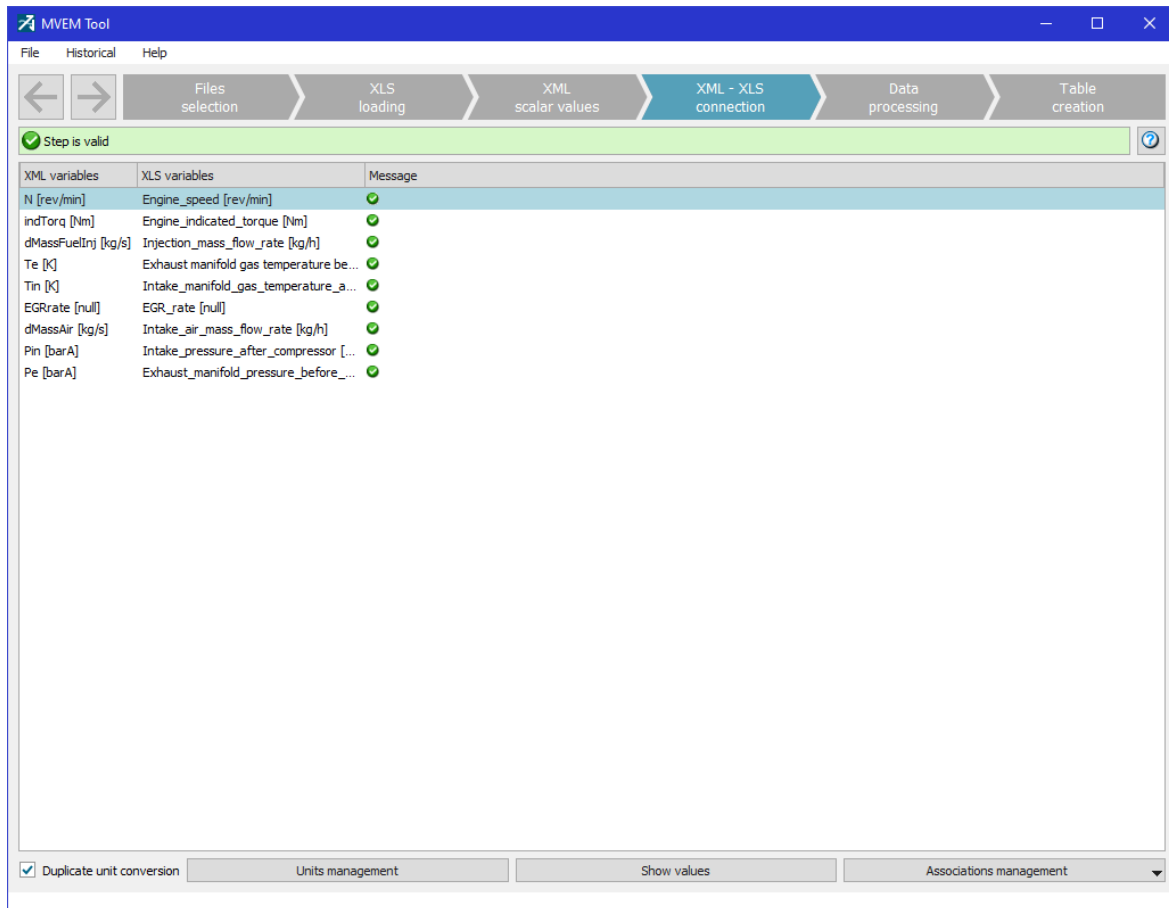 MVEM Tool
File Historical Help
Files selection
XLS loading
XML scalar values
XML - XLS connection
Data processing
Table creation
Step is valid
XML variables XLS variables Message
N [rev/min] Engine_speed [rev/min]
indTorq [Nm] Engine_indicated_torque [Nm]
dMassFuelInj [kg/s] Injection_mass_flow_rate [kg/h]
Te [K] Exhaust manifold gas temperature be...
Tin [K] Intake_manifold_gas_temperature_a...
EGRrate [null] EGR_rate [null]
dMassAir [kg/s] Intake_air_mass_flow_rate [kg/h]
Pin [barA] Intake_pressure_after_compressor [...
Pe [barA] Exhaust_manifold_pressure_before_...
Duplicate unit conversion Units management Show values Associations management